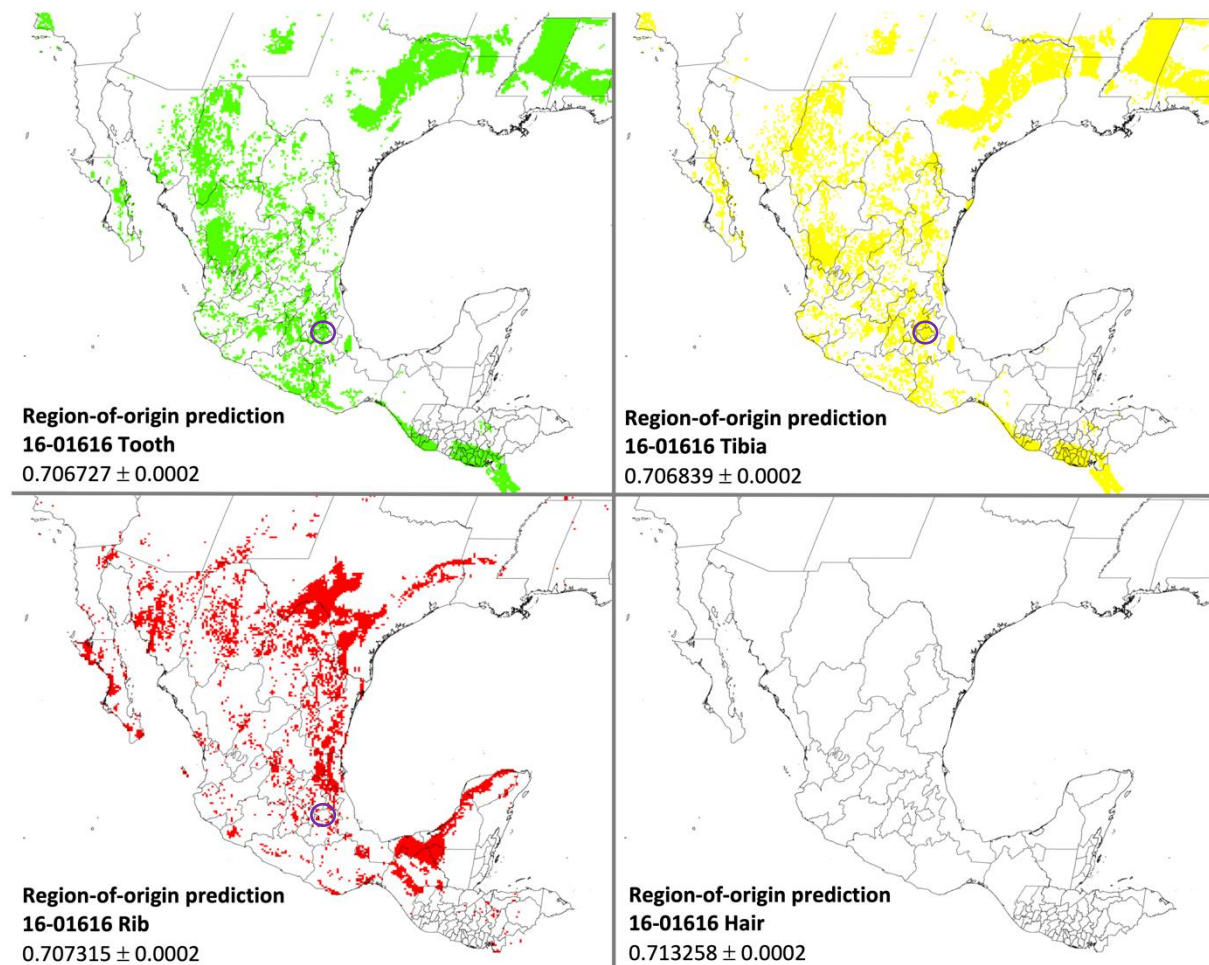 Region-of-origin prediction
16-01616 Tooth
0.706727 ± 0.0002
Region-of-origin prediction
16-01616 Tibia
0.706839 ± 0.0002
Region-of-origin prediction
16-01616 Rib
0.707315 ± 0.0002
Region-of-origin prediction
16-01616 Hair
0.713258 ± 0.0002